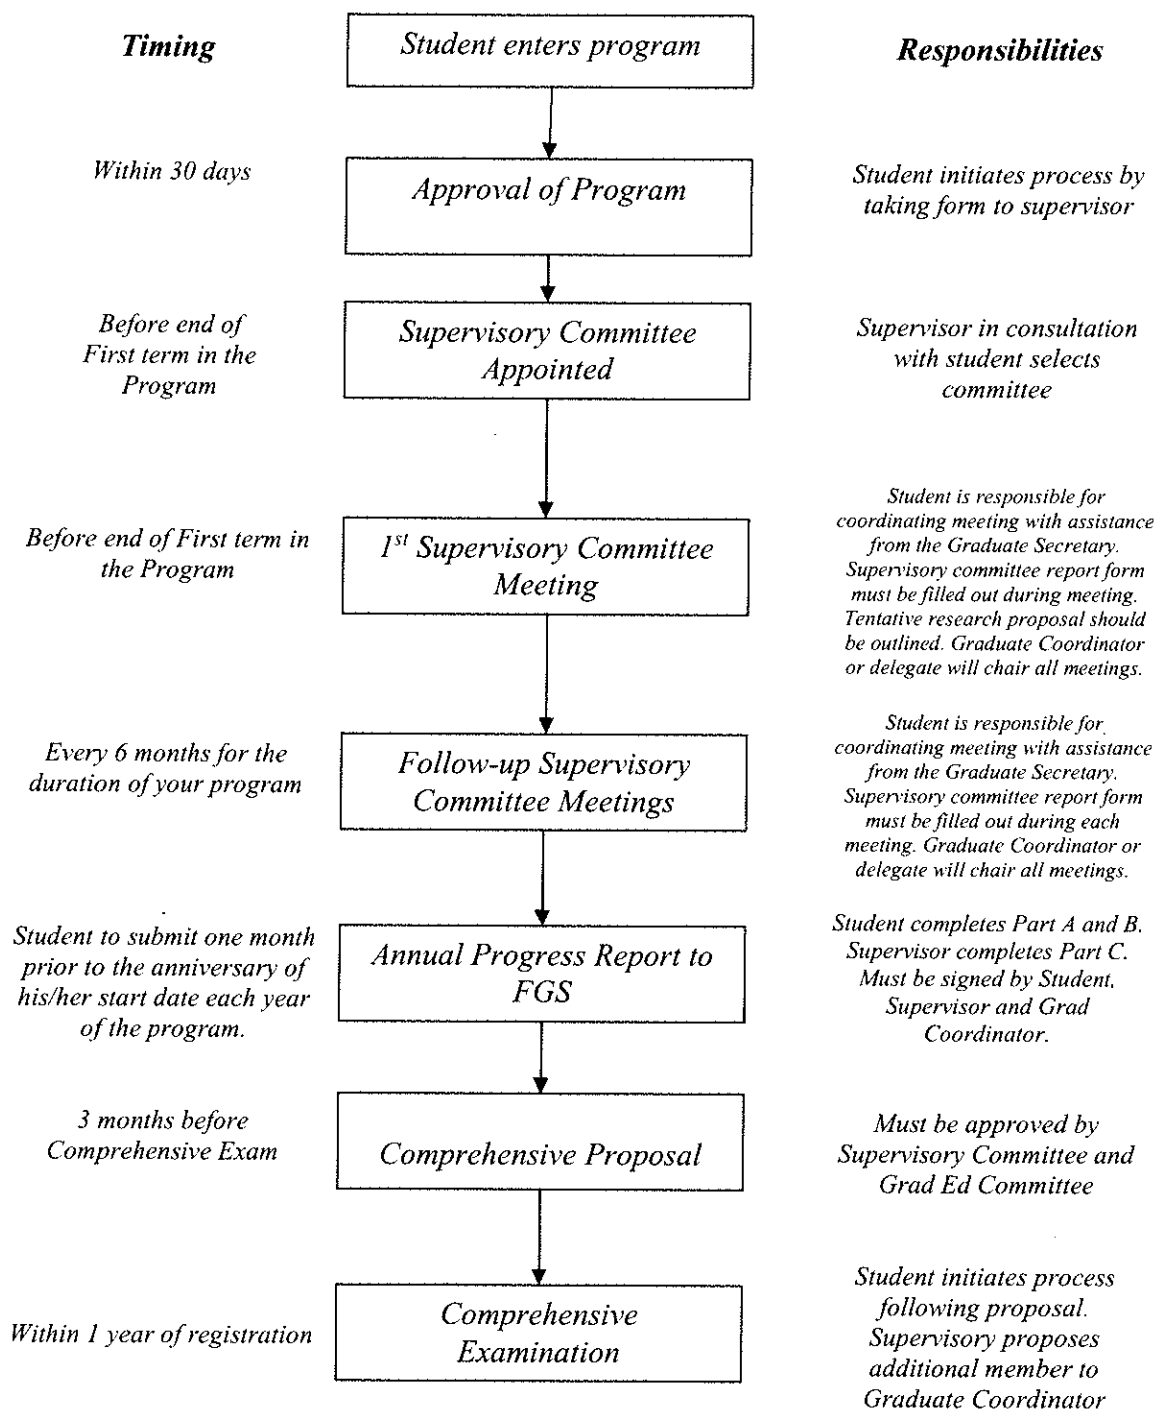 Timing
Student enters program
Responsibilities
Within 30 days
Approval of Program
Student initiates process by
taking form to supervisor
Before end of
First term in the
Program
Supervisory Committee
Appointed
Supervisor in consultation
with student selects
committee
Before end of First term in
the Program
1st Supervisory Committee
Meeting
Student is responsible for
coordinating meeting with assistance
from the Graduate Secretary.
Supervisory committee report form
must be filled out during meeting.
Tentative research proposal should
be outlined. Graduate Coordinator
or delegate will chair all meetings.
Every 6 months for the
duration of your program
Follow-up Supervisory
Committee Meetings
Student is responsible for
coordinating meeting with assistance
from the Graduate Secretary.
Supervisory committee report form
must be filled out during each
meeting. Graduate Coordinator or
delegate will chair all meetings.
Student to submit one month
prior to the anniversary of
his/her start date each year
of the program.
Annual Progress Report to
FGS
Student completes Part A and B.
Supervisor completes Part C.
Must be signed by Student,
Supervisor and Grad
Coordinator.
3 months before
Comprehensive Exam
Comprehensive Proposal
Must be approved by
Supervisory Committee and
Grad Ed Committee
Within 1 year of registration
Comprehensive
Examination
Student initiates process
following proposal.
Supervisory proposes
additional member to
Graduate Coordinator